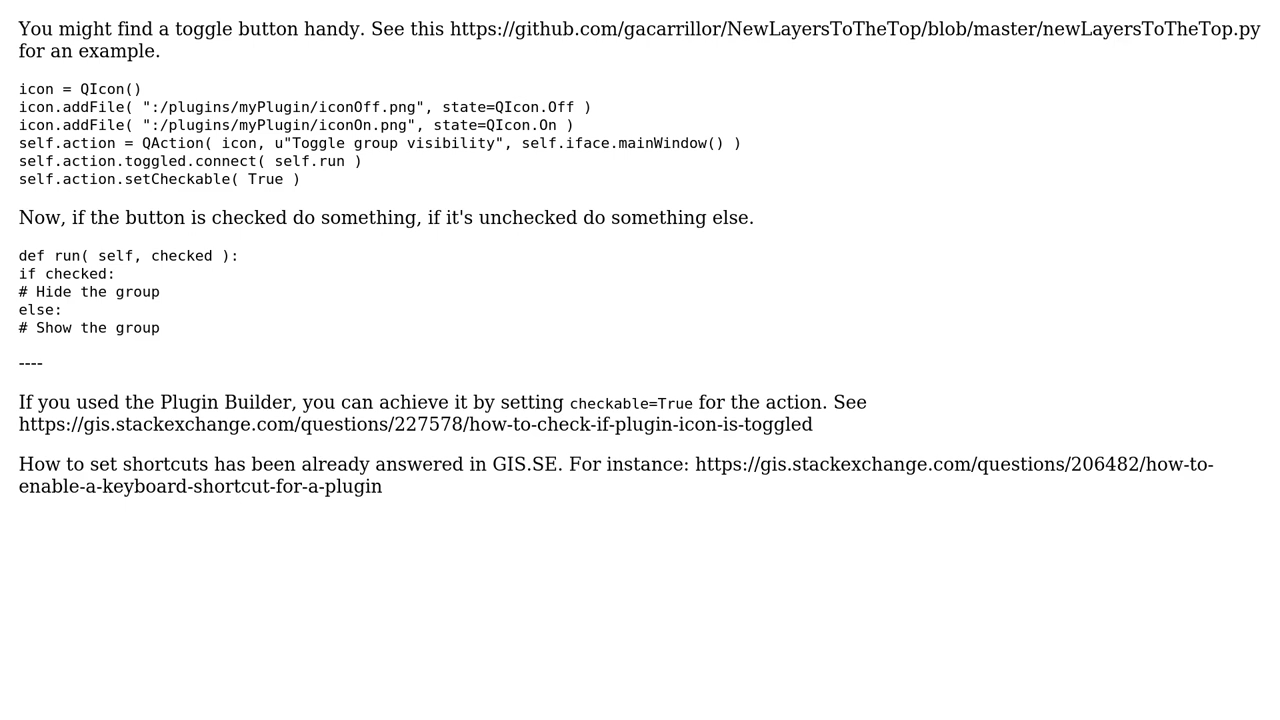 You might find a toggle button handy. See this https://github.com/gacarrillor/NewLayersToTheTop/blob/master/newLayersToTheTop.py
for an example.
icon = QIcon()
icon.addFile( ":/plugins/myPlugin/iconOff.png", state=QIcon.Off )
icon.addFile( ":/plugins/myPlugin/iconOn.png", state=QIcon.On )
self.action = QAction( icon, u"Toggle group visibility", self.iface.mainWindow() )
self.action.toggled.connect( self.run )
self.action.setCheckable( True )
Now, if the button is checked do something, if it's unchecked do something else.
def run( self, checked ):
if checked:
# Hide the group
else:
# Show the group
----
If you used the Plugin Builder, you can achieve it by setting checkable=True for the action. See
https://gis.stackexchange.com/questions/227578/how-to-check-if-plugin-icon-is-toggled
How to set shortcuts has been already answered in GIS.SE. For instance: https://gis.stackexchange.com/questions/206482/how-to-
enable-a-keyboard-shortcut-for-a-plugin